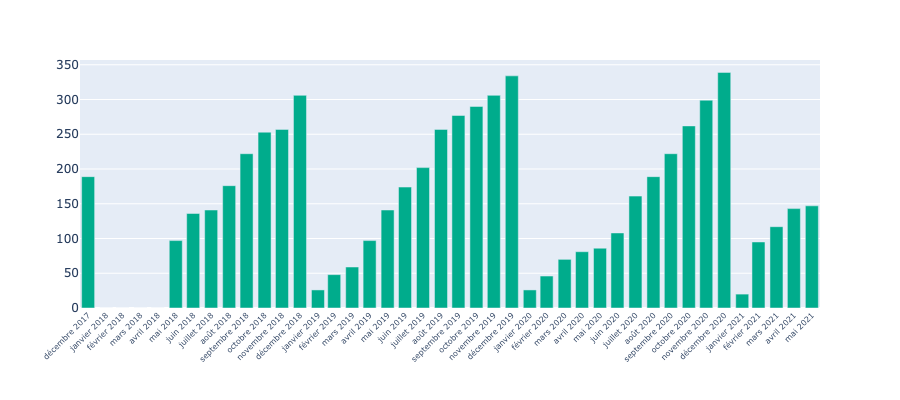 350
300
250
200
150
100
50
0
décembre 2017
janvier 2018
février 2018
mars 2018
avril 2018
mai 2018
juin 2018
juillet 2018
août 2018
septembre 2018
octobre 2018
novembre 2018
décembre 2018
janvier 2019
février 2019
mars 2019
avril 2019
mai 2019
juin 2019
juillet 2019
août 2019
septembre 2019
octobre 2019
novembre 2019
décembre 2019
janvier 2020
février 2020
mars 2020
avril 2020
mai 2020
juin 2020
juillet 2020
août 2020
septembre 2020
octobre 2020
novembre 2020
décembre 2020
janvier 2021
février 2021
mars 2021
avril 2021
mai 2021